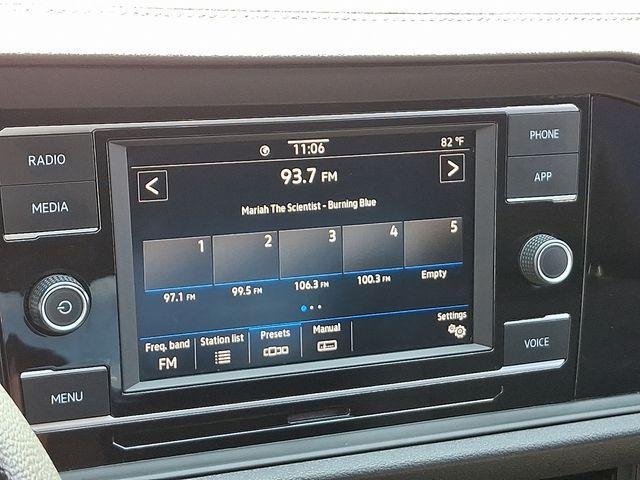 11:06
82 °F
RADIO
MEDIA
MENU
PHONE
APP
VOICE
<
93.7 FM
>
Mariah The Scientist - Burning Blue
1
2
3
4
5
97.1 FM
99.5 FM
106.3 FM
100.3 FM
Empty
Freq. band
FM
Station list
Presets
Manual
Settings